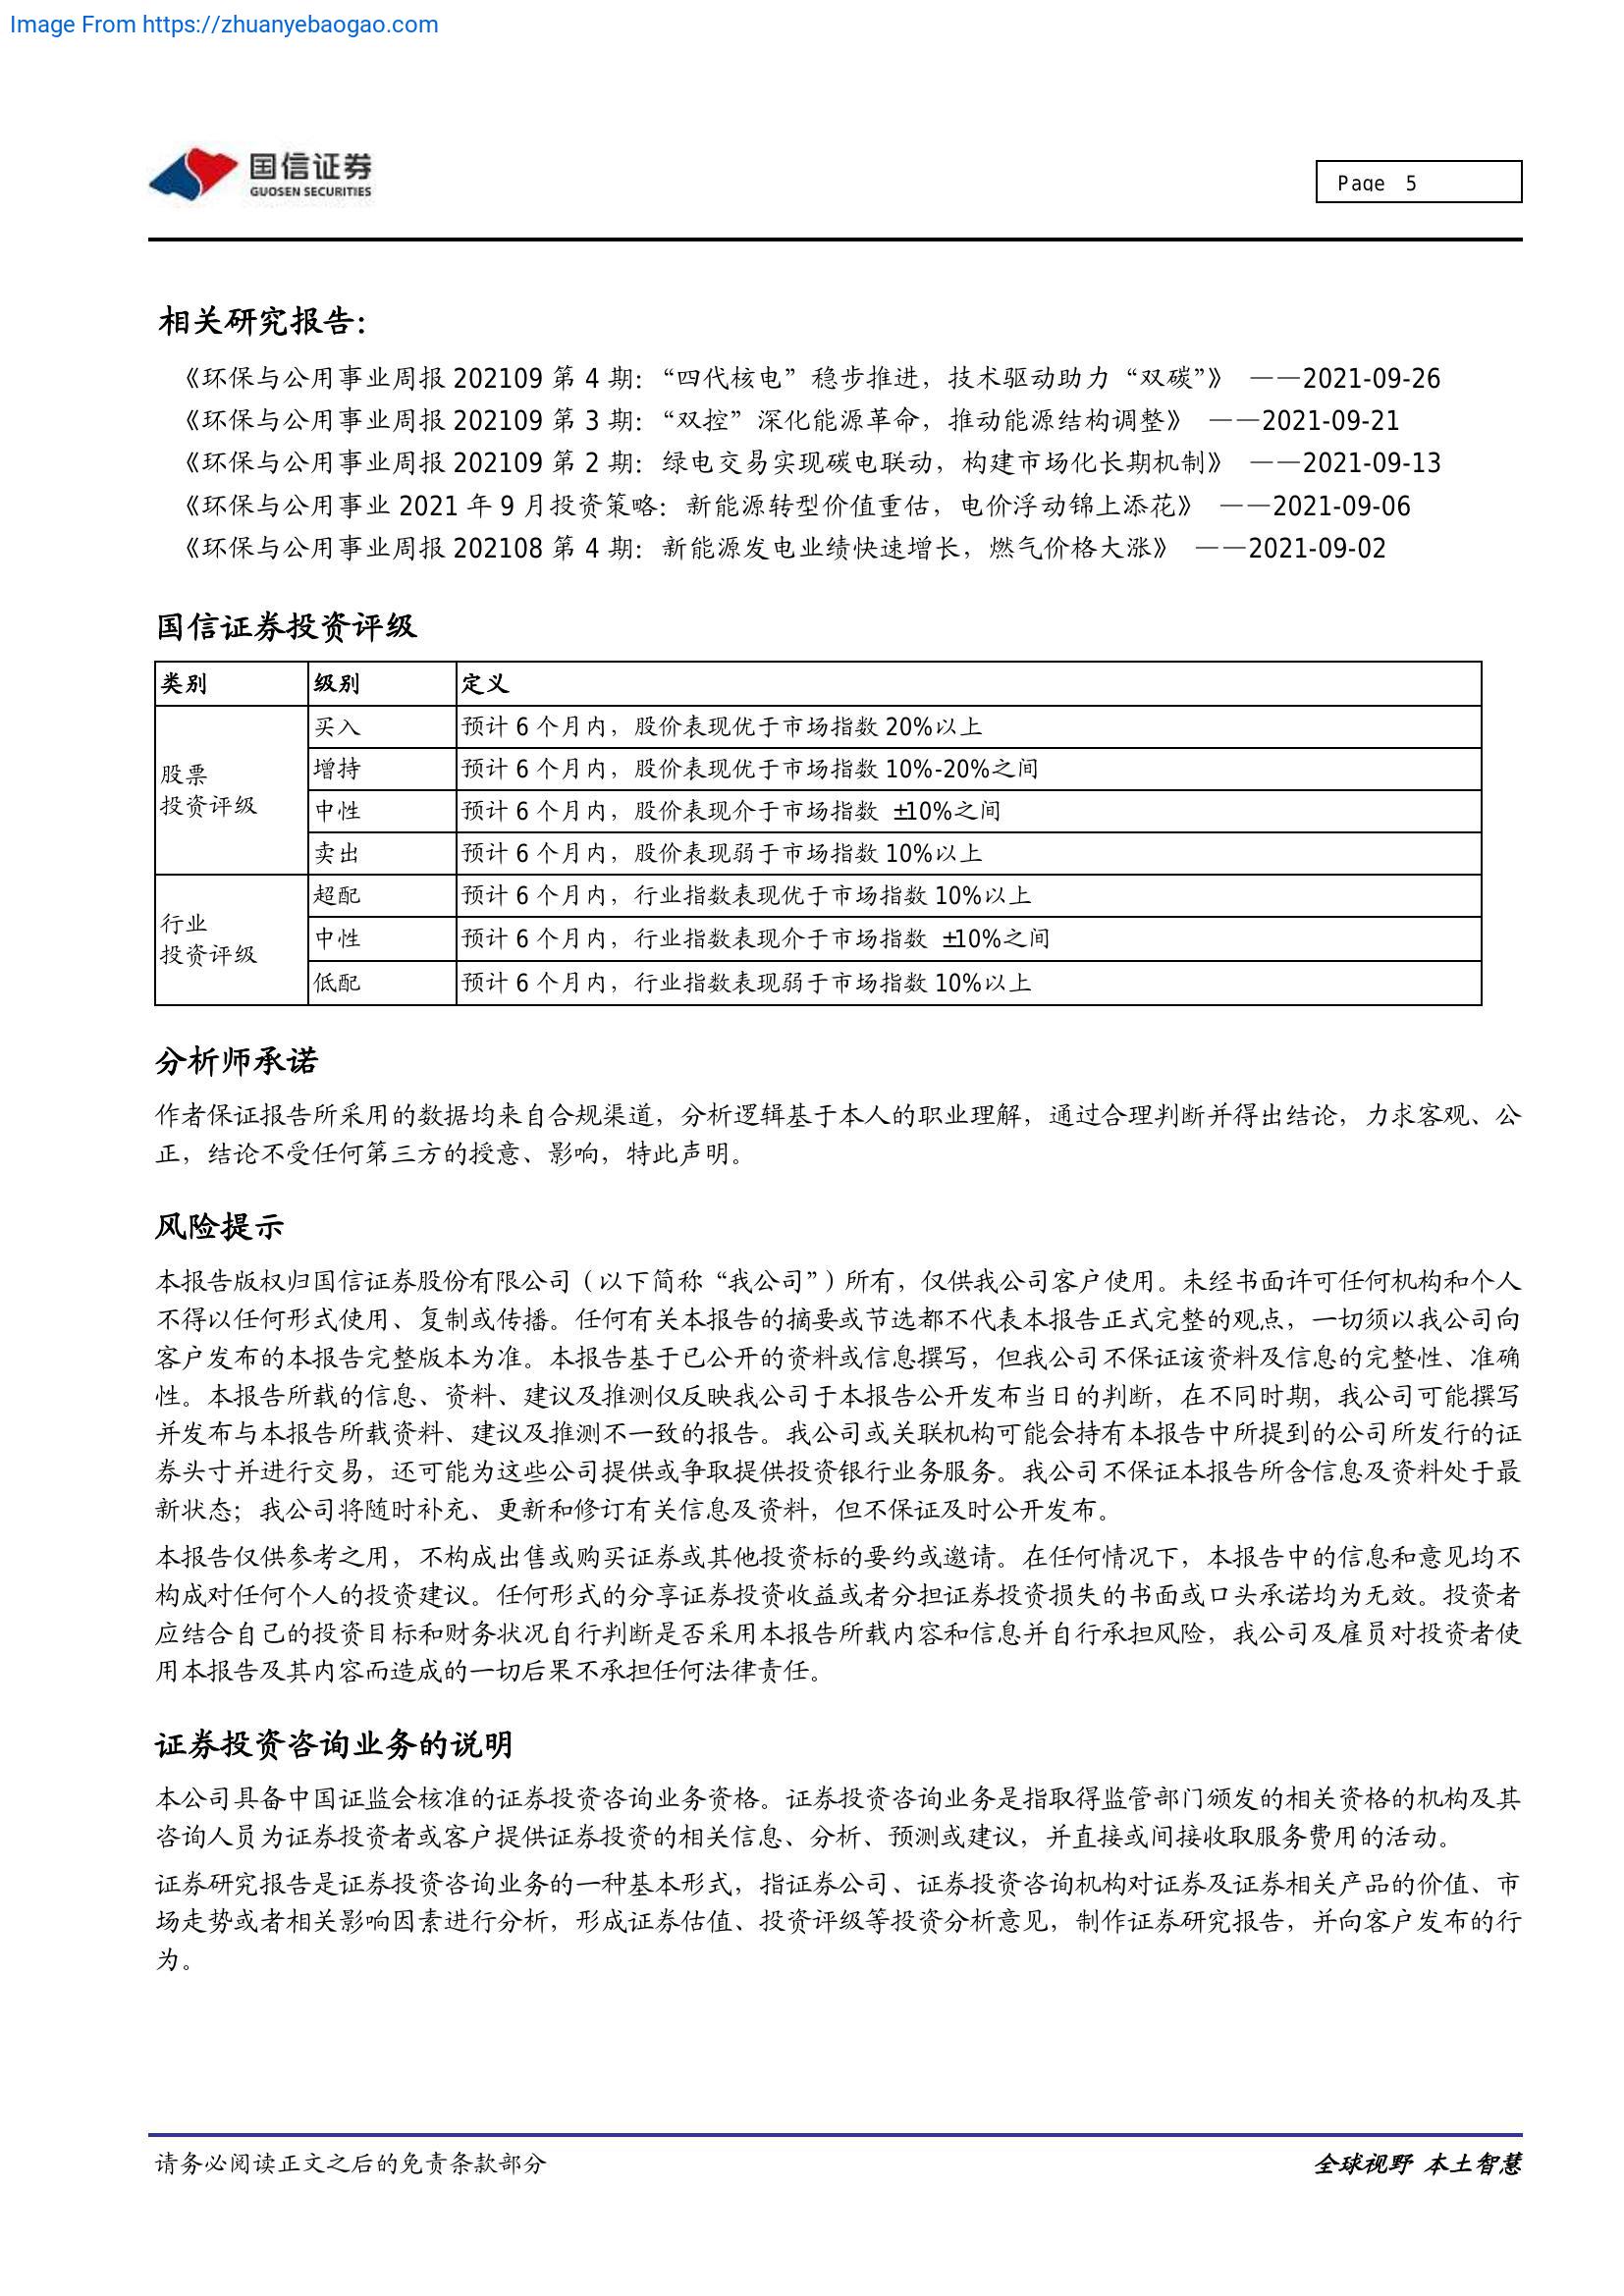 Image From https://zhuanyebaogao.com
国信证券
GUOSEN SECURITIES
Page 5
相关研究报告：
《环保与公用事业周报 202109 第 4 期：“四代核电”稳步推进，技术驱动助力“双碳”》 ——2021-09-26
《环保与公用事业周报 202109 第 3 期：“双控”深化能源革命，推动能源结构调整》 ——2021-09-21
《环保与公用事业周报 202109 第 2 期：绿电交易实现碳电联动，构建市场化长期机制》 ——2021-09-13
《环保与公用事业 2021 年 9 月投资策略：新能源转型价值重估，电价浮动锦上添花》 ——2021-09-06
《环保与公用事业周报 202108 第 4 期：新能源发电业绩快速增长，燃气价格大涨》 ——2021-09-02
国信证券投资评级
类别 级别 定义
股票
投资评级
买入 预计 6 个月内，股价表现优于市场指数 20%以上
增持 预计 6 个月内，股价表现优于市场指数 10%-20%之间
中性 预计 6 个月内，股价表现介于市场指数 ±10%之间
卖出 预计 6 个月内，股价表现弱于市场指数 10%以上
行业
投资评级
超配 预计 6 个月内，行业指数表现优于市场指数 10%以上
中性 预计 6 个月内，行业指数表现介于市场指数 ±10%之间
低配 预计 6 个月内，行业指数表现弱于市场指数 10%以上
分析师承诺
作者保证报告所采用的数据均来自合规渠道，分析逻辑基于本人的职业理解，通过合理判断并得出结论，力求客观、公
正，结论不受任何第三方的授意、影响，特此声明。
风险提示
本报告版权归国信证券股份有限公司（以下简称“我公司”）所有，仅供我公司客户使用。未经书面许可任何机构和个人
不得以任何形式使用、复制或传播。任何有关本报告的摘要或节选都不代表本报告正式完整的观点，一切须以我公司向
客户发布的本报告完整版本为准。本报告基于已公开的资料或信息撰写，但我公司不保证该资料及信息的完整性、准确
性。本报告所载的信息、资料、建议及推测仅反映我公司于本报告公开发布当日的判断，在不同时期，我公司可能撰写
并发布与本报告所载资料、建议及推测不一致的报告。我公司或关联机构可能会持有本报告中所提到的公司所发行的证
券头寸并进行交易，还可能为这些公司提供或争取提供投资银行业务服务。我公司不保证本报告所含信息及资料处于最
新状态；我公司将随时补充、更新和修订有关信息及资料，但不保证及时公开发布。
本报告仅供参考之用，不构成出售或购买证券或其他投资标的要约或邀请。在任何情况下，本报告中的信息和意见均不
构成对任何个人的投资建议。任何形式的分享证券投资收益或者分担证券投资损失的书面或口头承诺均为无效。投资者
应结合自己的投资目标和财务状况自行判断是否采用本报告所载内容和信息并自行承担风险，我公司及雇员对投资者使
用本报告及其内容而造成的一切后果不承担任何法律责任。
证券投资咨询业务的说明
本公司具备中国证监会核准的证券投资咨询业务资格。证券投资咨询业务是指取得监管部门颁发的相关资格的机构及其
咨询人员为证券投资者或客户提供证券投资的相关信息、分析、预测或建议，并直接或间接收取服务费用的活动。
证券研究报告是证券投资咨询业务的一种基本形式，指证券公司、证券投资咨询机构对证券及证券相关产品的价值、市
场走势或者相关影响因素进行分析，形成证券估值、投资评级等投资分析意见，制作证券研究报告，并向客户发布的行
为。
请务必阅读正文之后的免责条款部分
全球视野 本土智慧